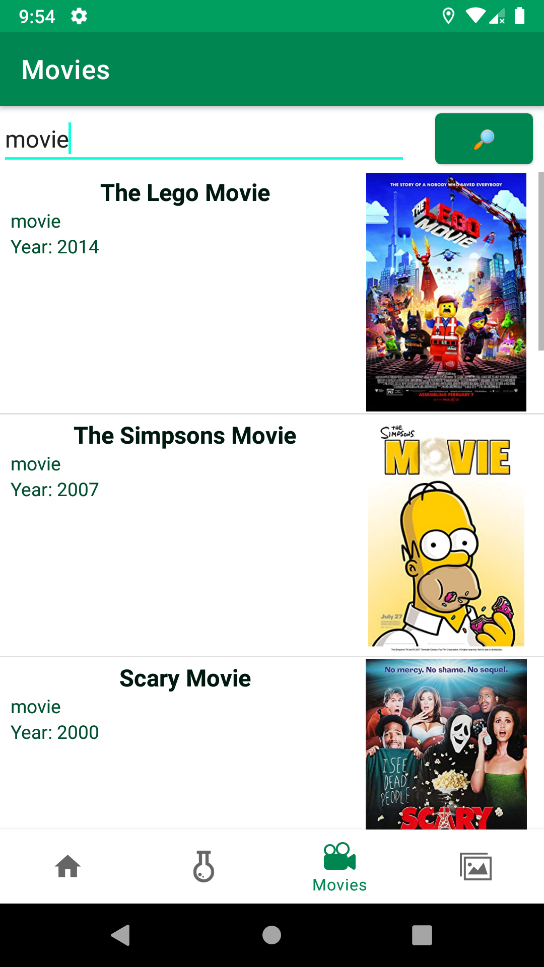 9:54
Movies
movie
The Lego Movie
movie
Year: 2014
THE STORY OF A NOBODY WHO SAVED EVERYBODY
THE
LEGO
MOVIE
The Simpsons Movie
movie
Year: 2007
THE
SIMPSONS
MOVIE
July 27
Scary Movie
movie
Year: 2000
No mercy. No shame. No sequel.
I SEE
DEAD
PEOPLE
SCARY
Movies